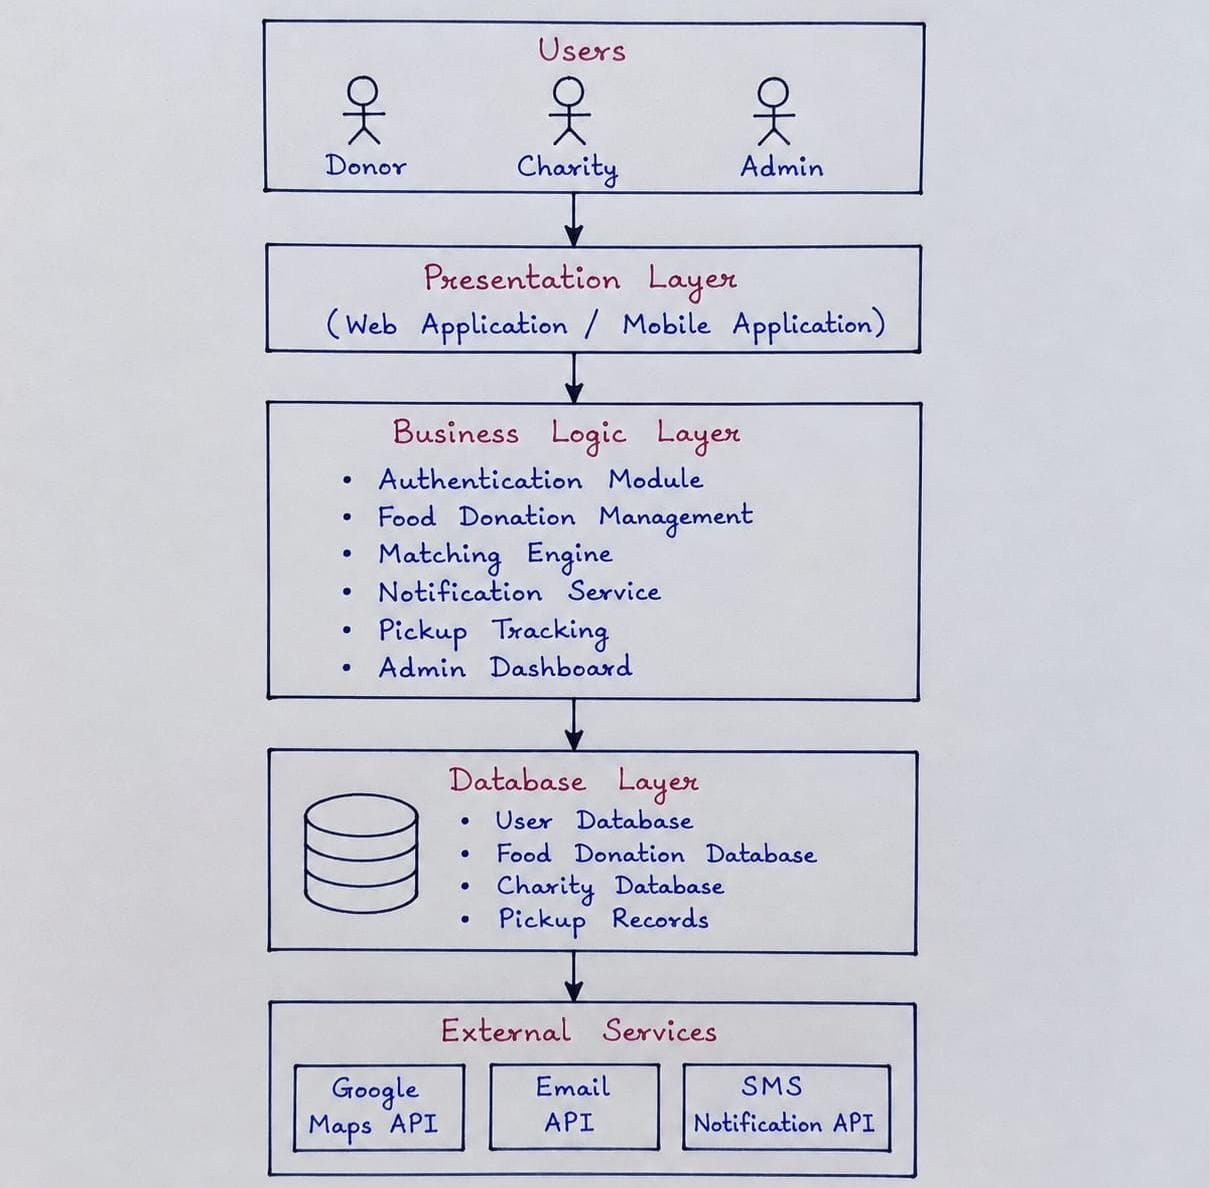 Users
Donor Charity Admin
Presentation Layer
(Web Application / Mobile Application)
Business Logic Layer
• Authentication Module
• Food Donation Management
• Matching Engine
• Notification Service
• Pickup Tracking
• Admin Dashboard
Database Layer
• User Database
• Food Donation Database
• Charity Database
• Pickup Records
External Services
Google
Maps API
Email
API
SMS
Notification API